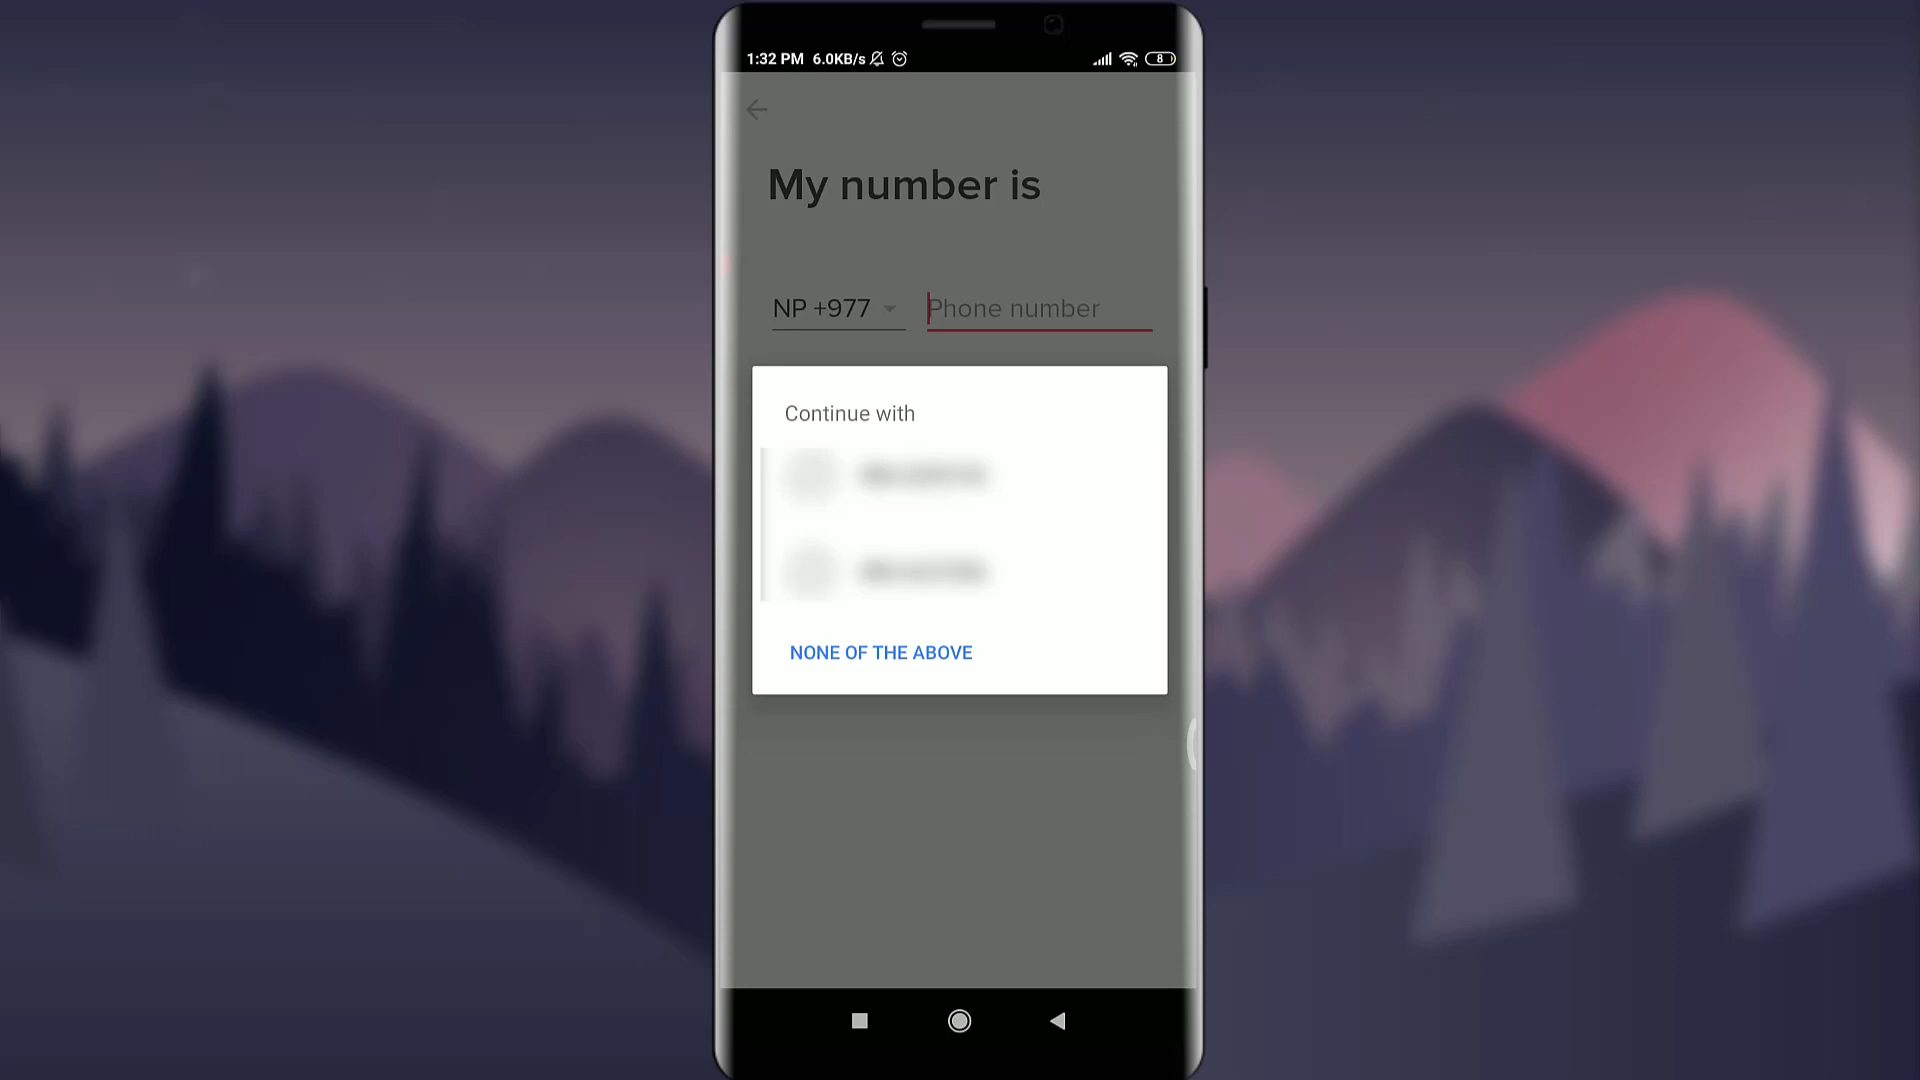 1:32 PM 6.0KB/s 8
My number is
NP +977 Phone number
Continue with
NONE OF THE ABOVE